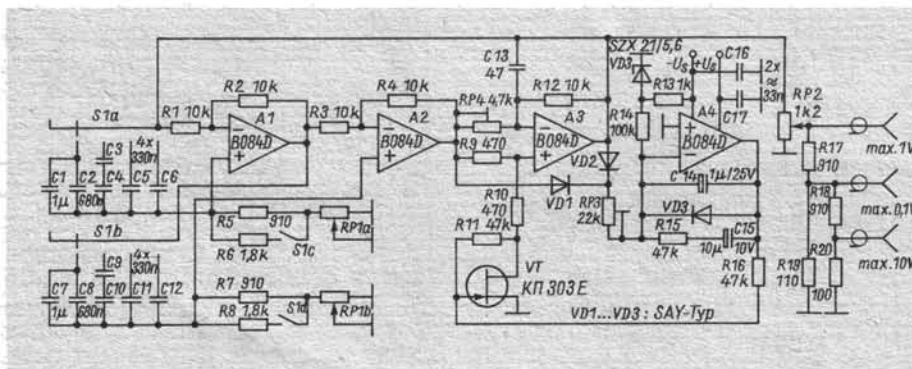 S1a
R1 10k
R2 10k
A1
B084D
R3 10k
R4 10k
A2
B084D
RP4 47k
R9 470
C13
47
R12 10k
A3
B084D
VD2
SZX 21/5,6
VD3
-Us +Us
C16
2x
≈
33n
C17
R13 1k
R14
100k
A4
B084D
RP2
1k2
R17
910
max. 1V
R18
910
max. 0,1V
R20
100
max. 10V
R19
110
C14 1µ/25V
VD3
C15
10µ 10V
R15
47k
R16
47k
RP3
22k
VD1
R10
470
R11 47k
VT
КП 303E
VD1...VD3 : SAY-Typ
C1
1µ
C2
680n
C3
C4
4x
330n
C5
C6
S1b
R5 910
R6 1,8k
S1c
RP1a
C7
1µ
C8
680n
C9
C10
4x
330n
C11
C12
R7 910
R8 1,8k
S1d
RP1b